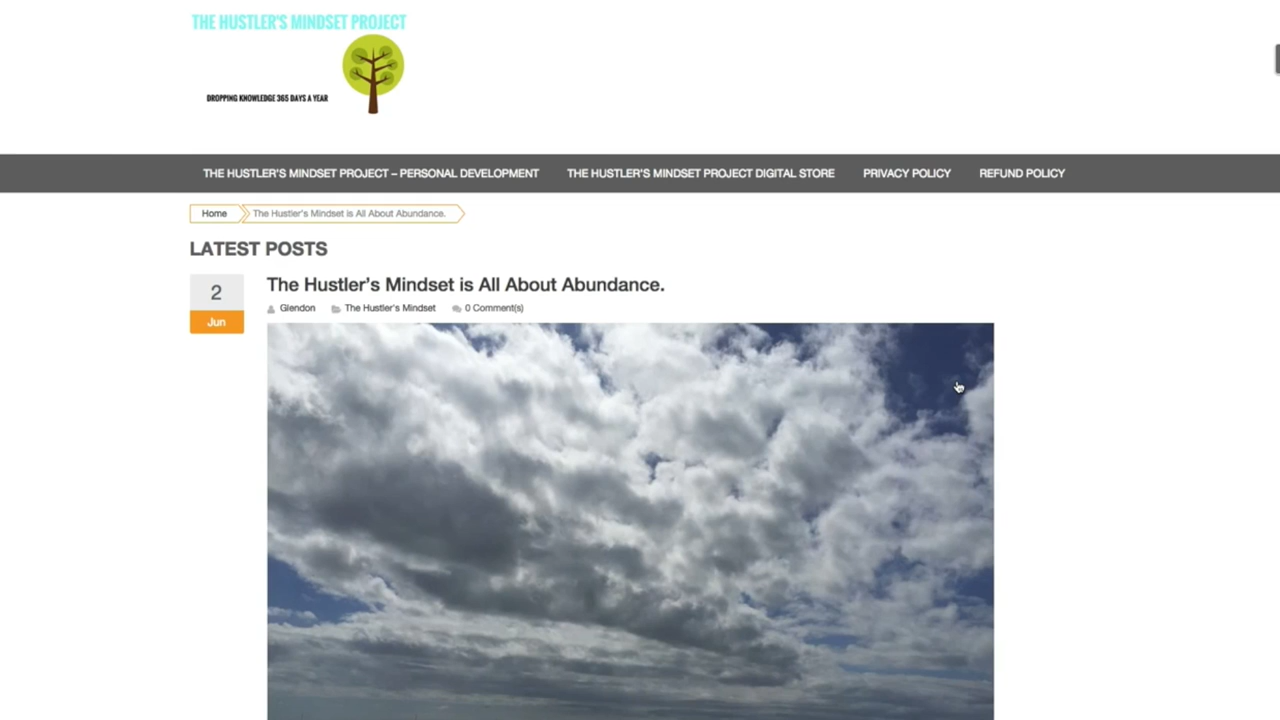 THE HUSTLER'S MINDSET PROJECT
DROPPING KNOWLEDGE 365 DAYS A YEAR
THE HUSTLER'S MINDSET PROJECT – PERSONAL DEVELOPMENT THE HUSTLER'S MINDSET PROJECT DIGITAL STORE PRIVACY POLICY REFUND POLICY
Home The Hustler's Mindset is All About Abundance.
LATEST POSTS
2
Jun
The Hustler's Mindset is All About Abundance.
Glendon The Hustler's Mindset 0 Comment(s)